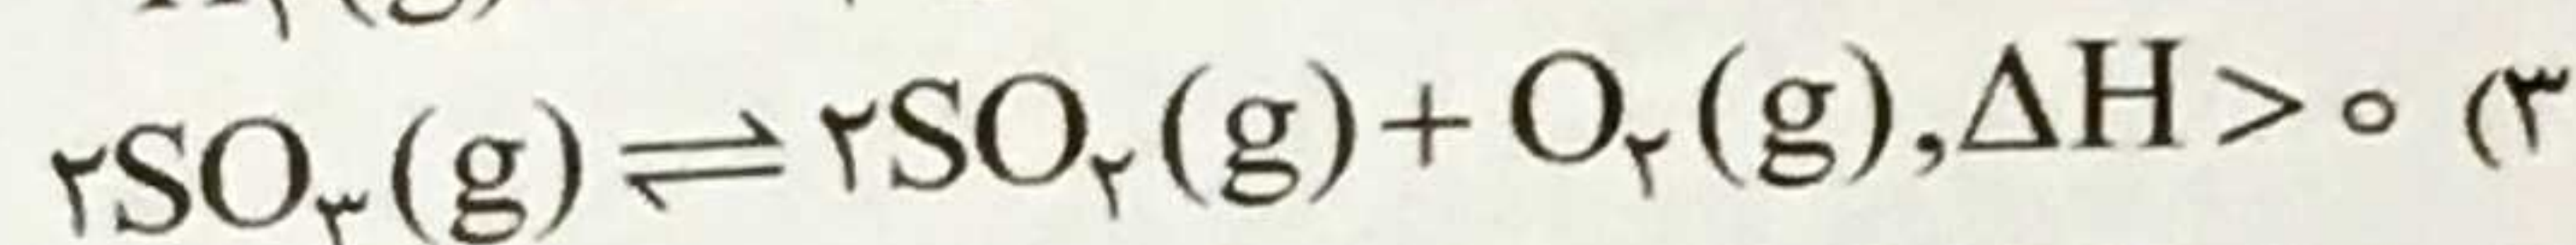 ۲SO۳(g) ⇌ ۲SO۲(g) + O۲(g), ΔH > ۰ (۳